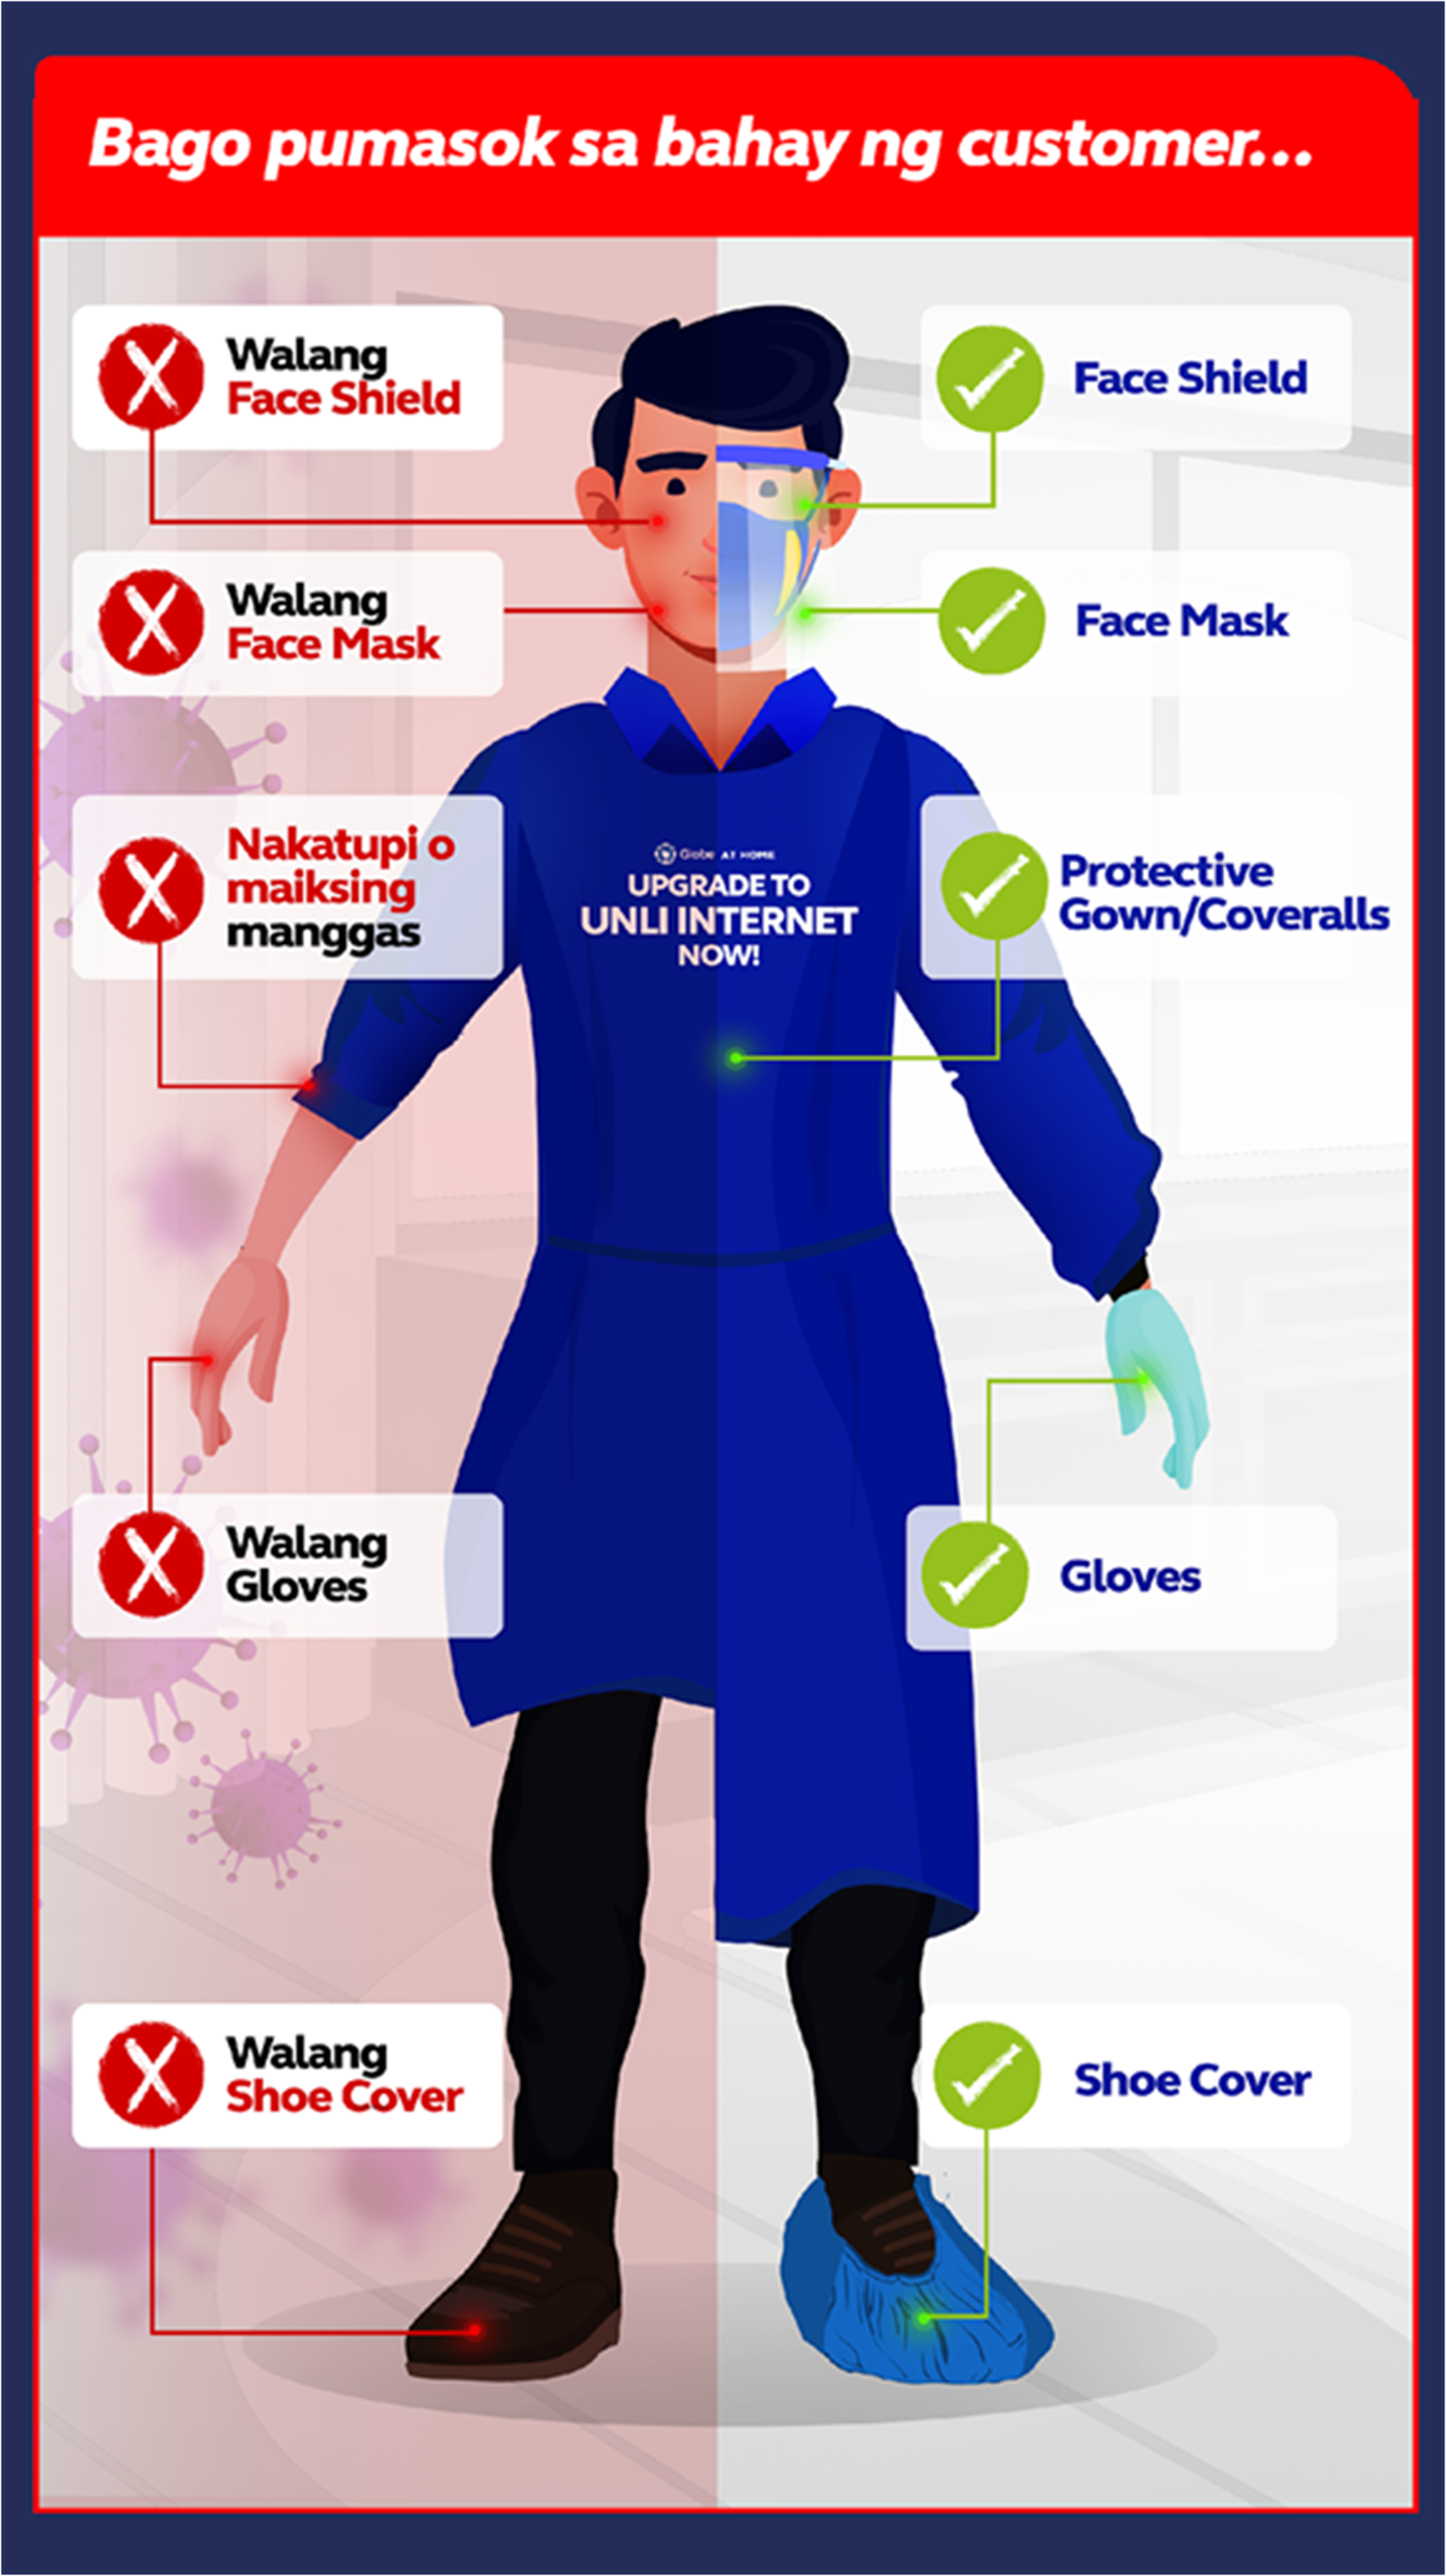 Bago pumasok sa bahay ng customer...
Walang
Face Shield
Face Shield
Walang
Face Mask
Face Mask
Nakatupi o
maiksing
manggas
Globe AT HOME
UPGRADE TO
UNLI INTERNET
NOW!
Protective
Gown/Coveralls
Walang
Gloves
Gloves
Walang
Shoe Cover
Shoe Cover